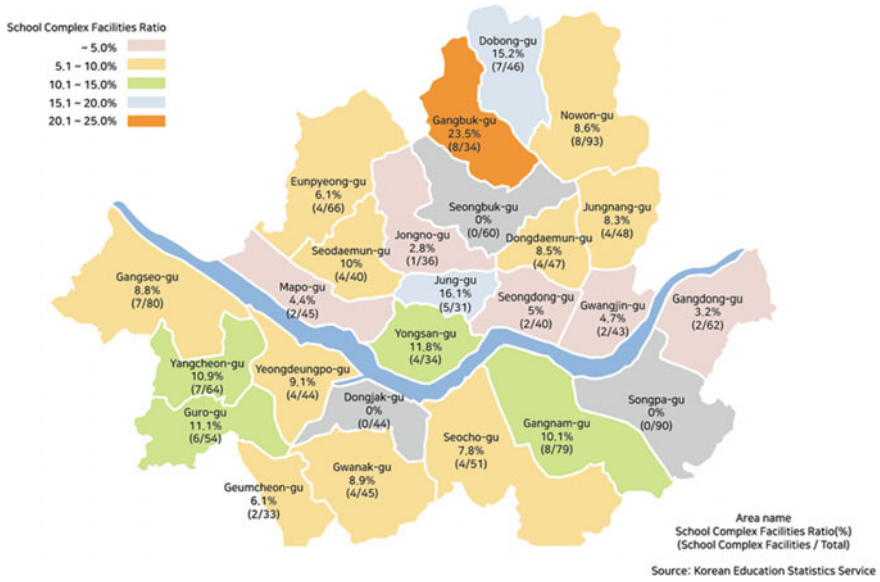 School Complex Facilities Ratio
~ 5.0%
5.1 ~ 10.0%
10.1 ~ 15.0%
15.1 ~ 20.0%
20.1 ~ 25.0%
Dobong-gu
15.2%
(7/46)
Gangbuk-gu
23.5%
(8/34)
Nowon-gu
8.6%
(8/93)
Eunpyeong-gu
6.1%
(4/66)
Seongbuk-gu
0%
(0/60)
Jungnang-gu
8.3%
(4/48)
Jongno-gu
2.8%
(1/36)
Seodaemun-gu
10%
(4/40)
Dongdaemun-gu
8.5%
(4/47)
Gangseo-gu
8.8%
(7/80)
Mapo-gu
4.4%
(2/45)
Jung-gu
16.1%
(5/31)
Seongdong-gu
5%
(2/40)
Gwangjin-gu
4.7%
(2/43)
Gangdong-gu
3.2%
(2/62)
Yongsan-gu
11.8%
(4/34)
Yangcheon-gu
10.9%
(7/64)
Yeongdeungpo-gu
9.1%
(4/44)
Guro-gu
11.1%
(6/54)
Dongjak-gu
0%
(0/44)
Songpa-gu
0%
(0/90)
Gangnam-gu
10.1%
(8/79)
Seocho-gu
7.8%
(4/51)
Gwanak-gu
8.9%
(4/45)
Geumcheon-gu
6.1%
(2/33)
Area name
School Complex Facilities Ratio(%)
(School Complex Facilities / Total)
Source: Korean Education Statistics Service